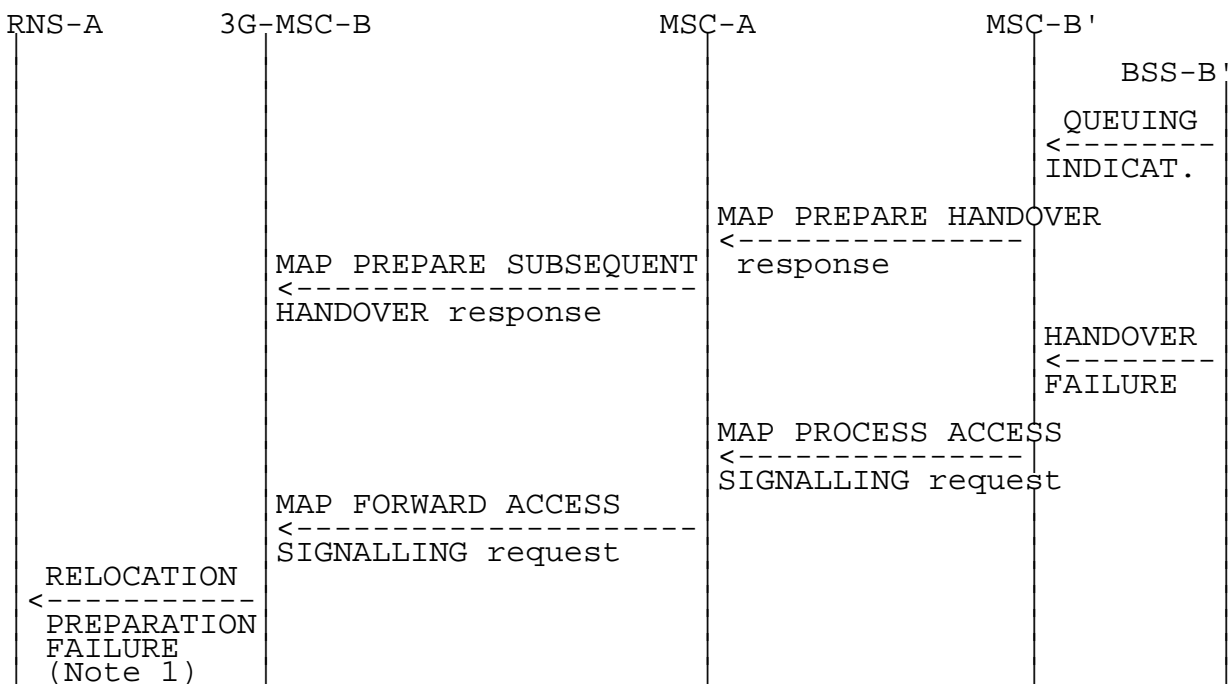 RNS-A 3G-MSC-B MSC-A MSC-B'
BSS-B'
QUEUING
<--------
INDICAT.
MAP PREPARE HANDOVER
<---------------
MAP PREPARE SUBSEQUENT response
<---------------------
HANDOVER response
HANDOVER
<--------
FAILURE
MAP PROCESS ACCESS
<---------------
SIGNALLING request
MAP FORWARD ACCESS
<---------------------
SIGNALLING request
RELOCATION
<-----------
PREPARATION
FAILURE
(Note 1)